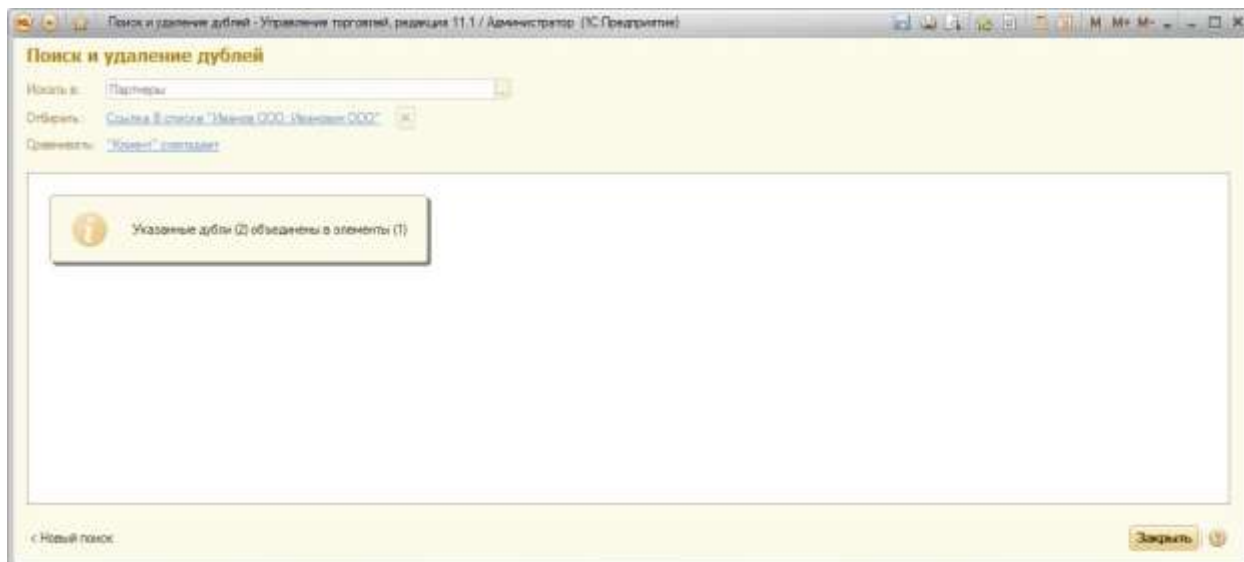 Поиск и удаление дублей - Управление торговлей, редакция 11.1 / Администратор (1С:Предприятие)
M M+ M-
Поиск и удаление дублей
Искать в: Партнеры ...
Отбирать: Ссылка В списке "Иванов ООО; Иванович ООО"
Сравнивать: "Клиент" совпадает
Указанные дубли (2) объединены в элементы (1)
< Новый поиск
Закрыть ?